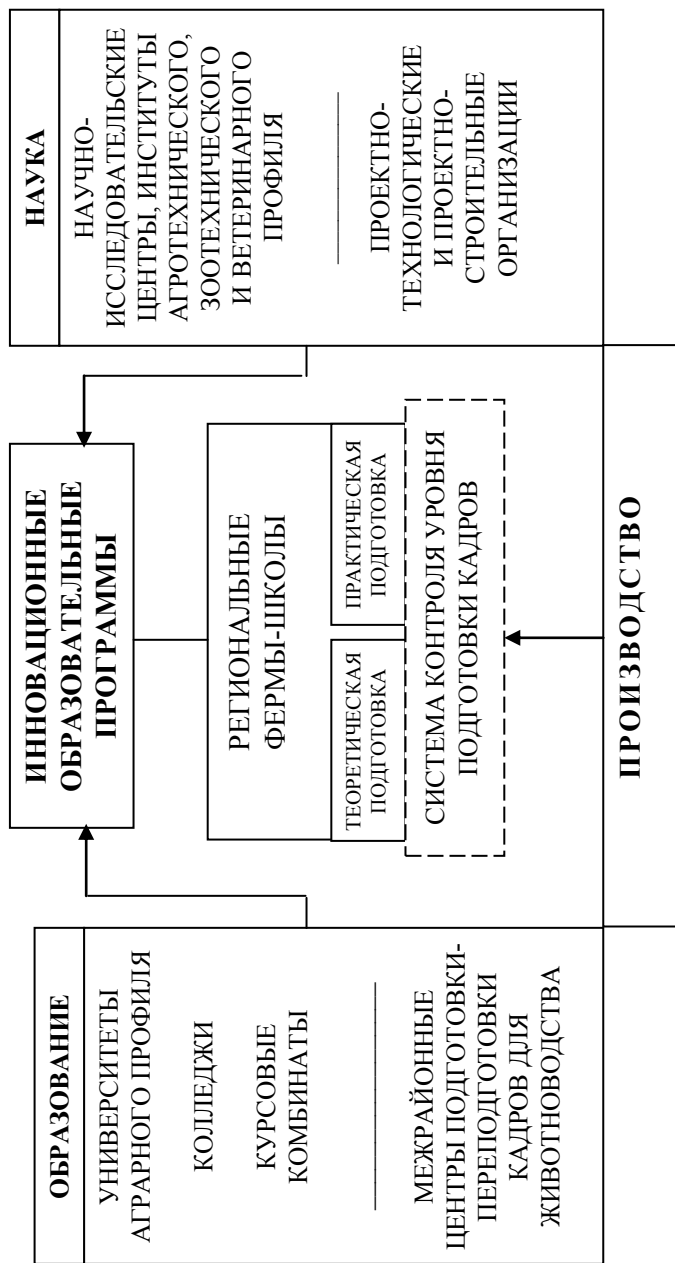 ОБРАЗОВАНИЕ
УНИВЕРСИТЕТЫ
АГРАРНОГО ПРОФИЛЯ
КОЛЛЕДЖИ
КУРСОВЫЕ
КОМБИНАТЫ
МЕЖРАЙОННЫЕ
ЦЕНТРЫ ПОДГОТОВКИ-
ПЕРЕПОДГОТОВКИ
КАДРОВ ДЛЯ
ЖИВОТНОВОДСТВА
ИННОВАЦИОННЫЕ
ОБРАЗОВАТЕЛЬНЫЕ
ПРОГРАММЫ
РЕГИОНАЛЬНЫЕ
ФЕРМЫ-ШКОЛЫ
ТЕОРЕТИЧЕСКАЯ
ПОДГОТОВКА
ПРАКТИЧЕСКАЯ
ПОДГОТОВКА
СИСТЕМА КОНТРОЛЯ УРОВНЯ
ПОДГОТОВКИ КАДРОВ
НАУКА
НАУЧНО-
ИССЛЕДОВАТЕЛЬСКИЕ
ЦЕНТРЫ, ИНСТИТУТЫ
АГРОТЕХНИЧЕСКОГО,
ЗООТЕХНИЧЕСКОГО
И ВЕТЕРИНАРНОГО
ПРОФИЛЯ
ПРОЕКТНО-
ТЕХНОЛОГИЧЕСКИЕ
И ПРОЕКТНО-
СТРОИТЕЛЬНЫЕ
ОРГАНИЗАЦИИ
ПРОИЗВОДСТВО